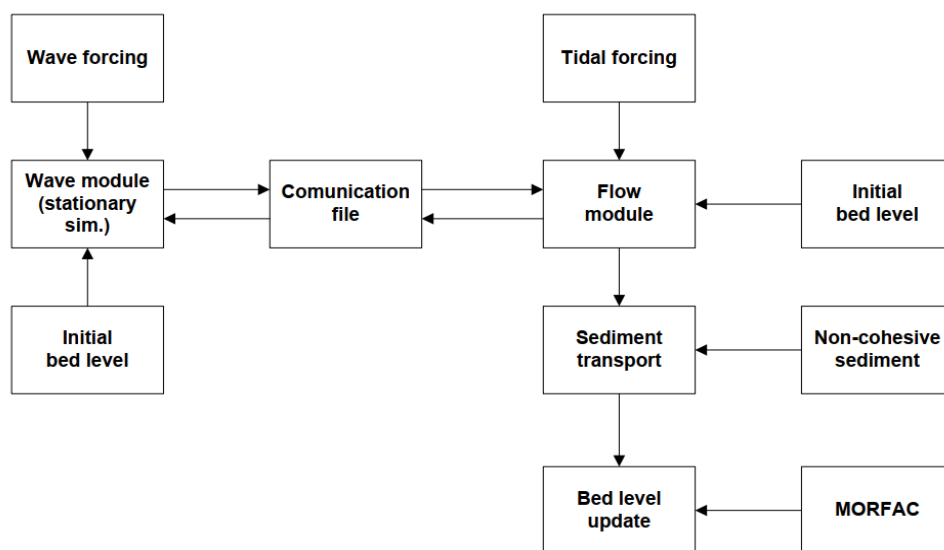 Wave forcing
Tidal forcing
Wave module
(stationary
sim.)
Comunication
file
Flow
module
Initial
bed level
Initial
bed level
Sediment
transport
Non-cohesive
sediment
Bed level
update
MORFAC